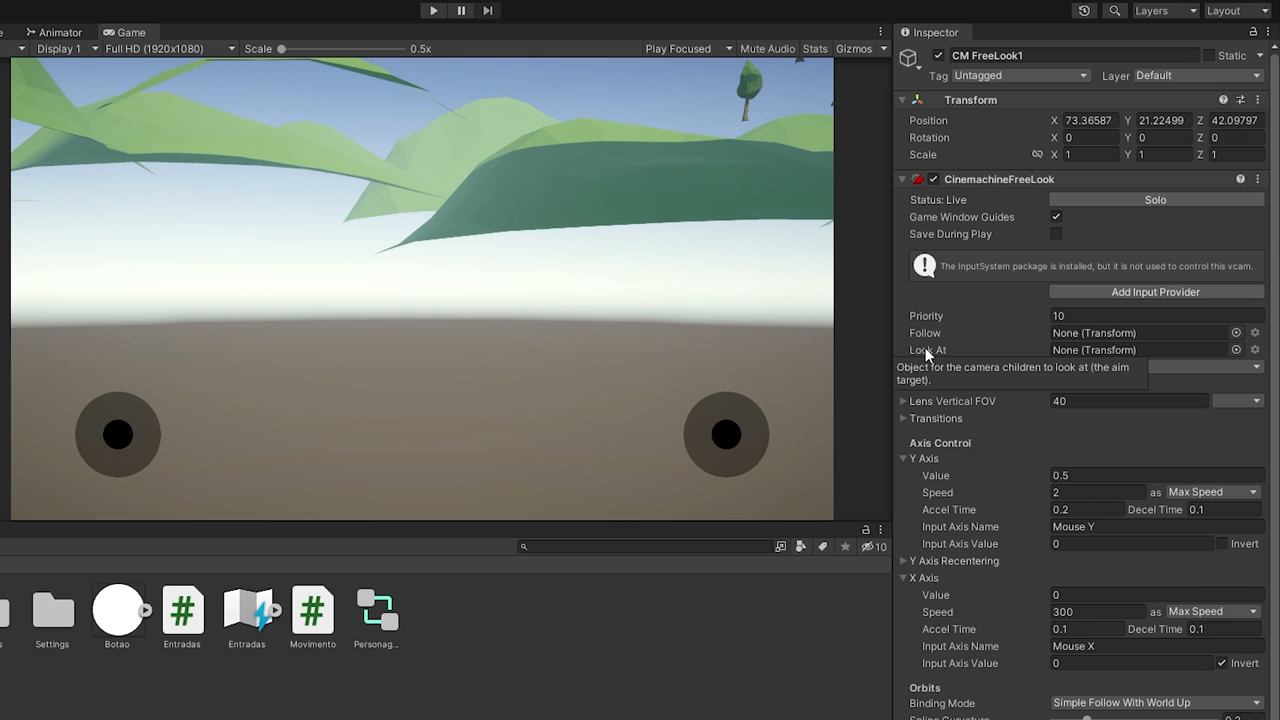 Layers
Layout
Animator
Game
Display 1
Full HD (1920x1080)
Scale
0.5x
Play Focused
Mute Audio
Stats
Gizmos
10
Botao
Settings
Entradas
Entradas
Movimento
Personag...
Inspector
CM FreeLook1
Static
Tag Untagged
Layer Default
Transform
Position X 73.36587 Y 21.22499 Z 42.09797
Rotation X 0 Y 0 Z 0
Scale X 1 Y 1 Z 1
CinemachineFreeLook
Status: Live Solo
Game Window Guides
Save During Play
The InputSystem package is installed, but it is not used to control this vcam.
Add Input Provider
Priority 10
Follow None (Transform)
Look At None (Transform)
Object for the camera children to look at (the aim
target).
Lens Vertical FOV 40
Transitions
Axis Control
Y Axis
Value 0.5
Speed 2 as Max Speed
Accel Time 0.2 Decel Time 0.1
Input Axis Name Mouse Y
Input Axis Value 0 Invert
Y Axis Recentering
X Axis
Value 0
Speed 300 as Max Speed
Accel Time 0.1 Decel Time 0.1
Input Axis Name Mouse X
Input Axis Value 0 Invert
Orbits
Binding Mode Simple Follow With World Up